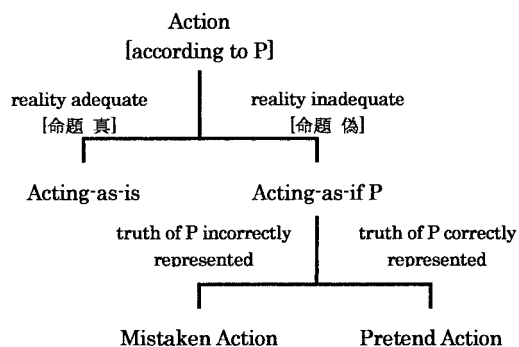 Action
[according to P]
reality adequate
[命題 真]
reality inadequate
[命題 偽]
Acting-as-is
Acting-as-if P
truth of P incorrectly
represented
truth of P correctly
represented
Mistaken Action
Pretend Action